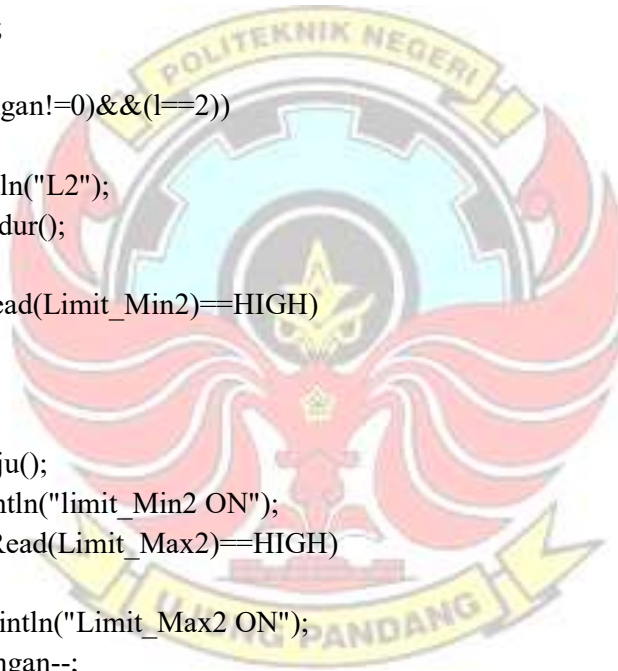 ;
gan!=0)&&(l==2))
ln("L2");
dur();
ead(Limit_Min2)==HIGH)
ju();
ntln("limit_Min2 ON");
Read(Limit_Max2)==HIGH)
intln("Limit_Max2 ON");
ngan--;
POLITEKNIK NEGERI
UJUNG PANDANG